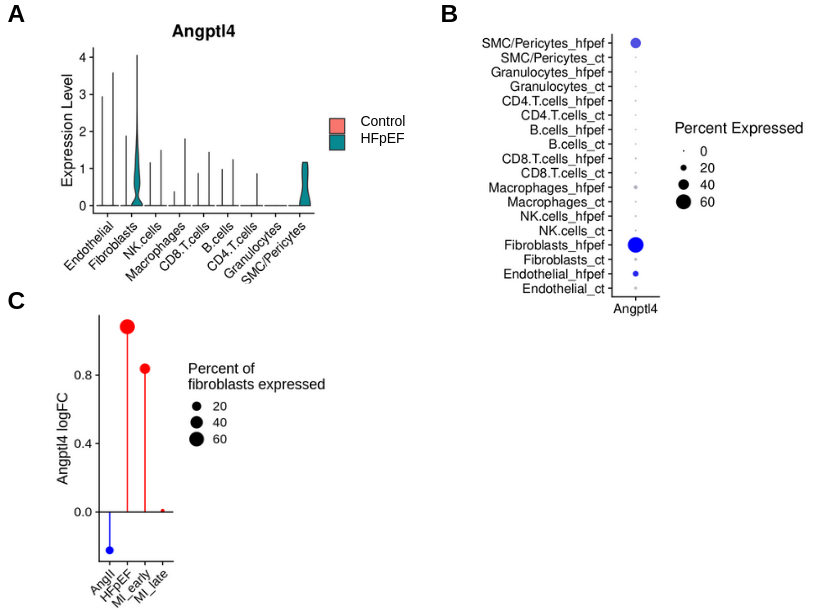 A
Angptl4
Expression Level
4
3
2
1
0
Endothelial
Fibroblasts
NK.cells
Macrophages
CD8.T.cells
B.cells
CD4.T.cells
Granulocytes
SMC/Pericytes
Control
HFpEF
B
SMC/Pericytes_hfpef
SMC/Pericytes_ct
Granulocytes_hfpef
Granulocytes_ct
CD4.T.cells_hfpef
CD4.T.cells_ct
B.cells_hfpef
B.cells_ct
CD8.T.cells_hfpef
CD8.T.cells_ct
Macrophages_hfpef
Macrophages_ct
NK.cells_hfpef
NK.cells_ct
Fibroblasts_hfpef
Fibroblasts_ct
Endothelial_hfpef
Endothelial_ct
Angptl4
Percent Expressed
0
20
40
60
C
Angptl4 logFC
0.8
0.4
0.0
AngII
HFpEF
MI_early
MI_late
Percent of
fibroblasts expressed
20
40
60